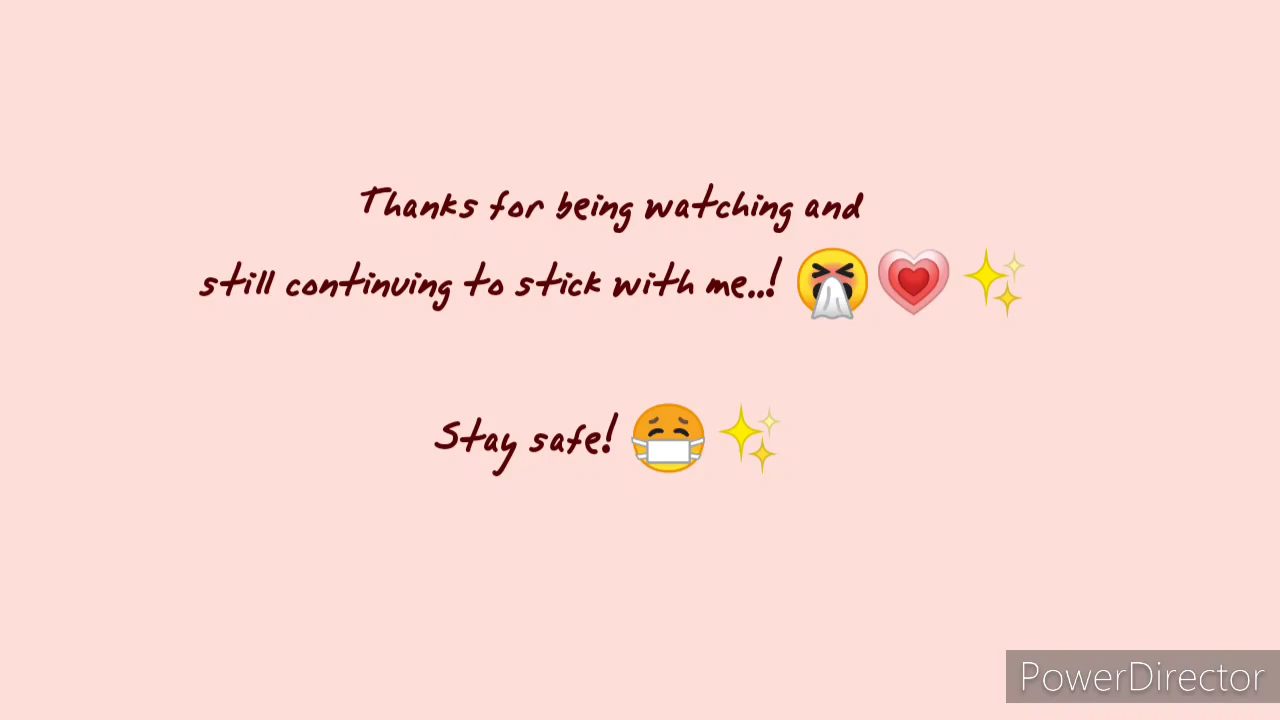 Thanks for being watching and
still continuing to stick with me..! 🤧💗✨
Stay safe! 😷✨
PowerDirector